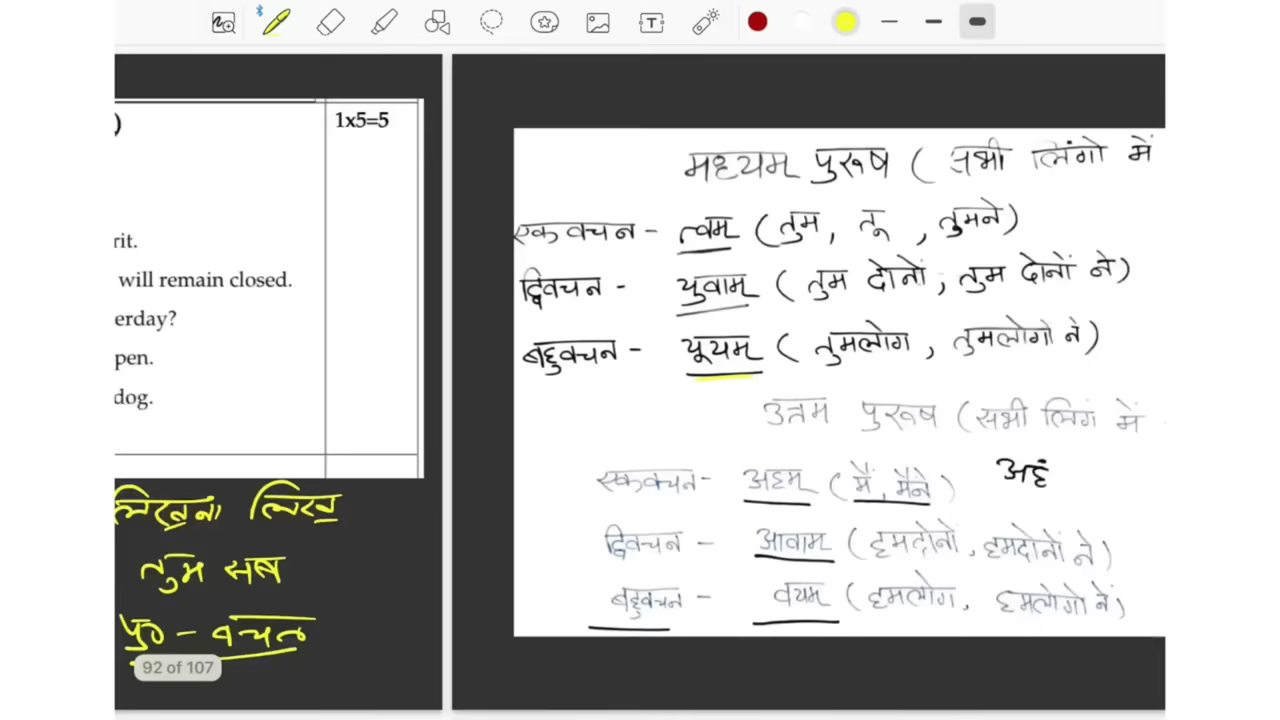 )
1x5=5
rit.
will remain closed.
erday?
pen.
dog.
लिखना लिख
तुम सब
पु० - वचन
92 of 107
मध्यम पुरूष ( सभी लिंगो में
एकवचन - त्वम् (तुम, तू , तुमने)
द्विवचन - युवाम् ( तुम दोनों, तुम दोनों ने)
बहुवचन - यूयम् ( तुमलोग, तुमलोगो ने)
उत्तम पुरूष (सभी लिंग में
एकवचन- अहम् (मैं, मैंने) अहं
द्विवचन - आवाम् (हमदोनों, हमदोनों ने)
बहुवचन - वयम् (हमलोग, हमलोगो ने)